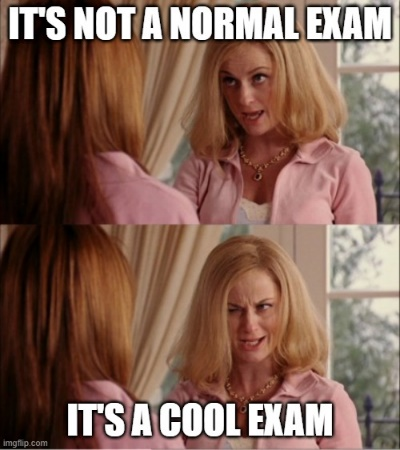 IT'S NOT A NORMAL EXAM
IT'S A COOL EXAM
imgflip.com